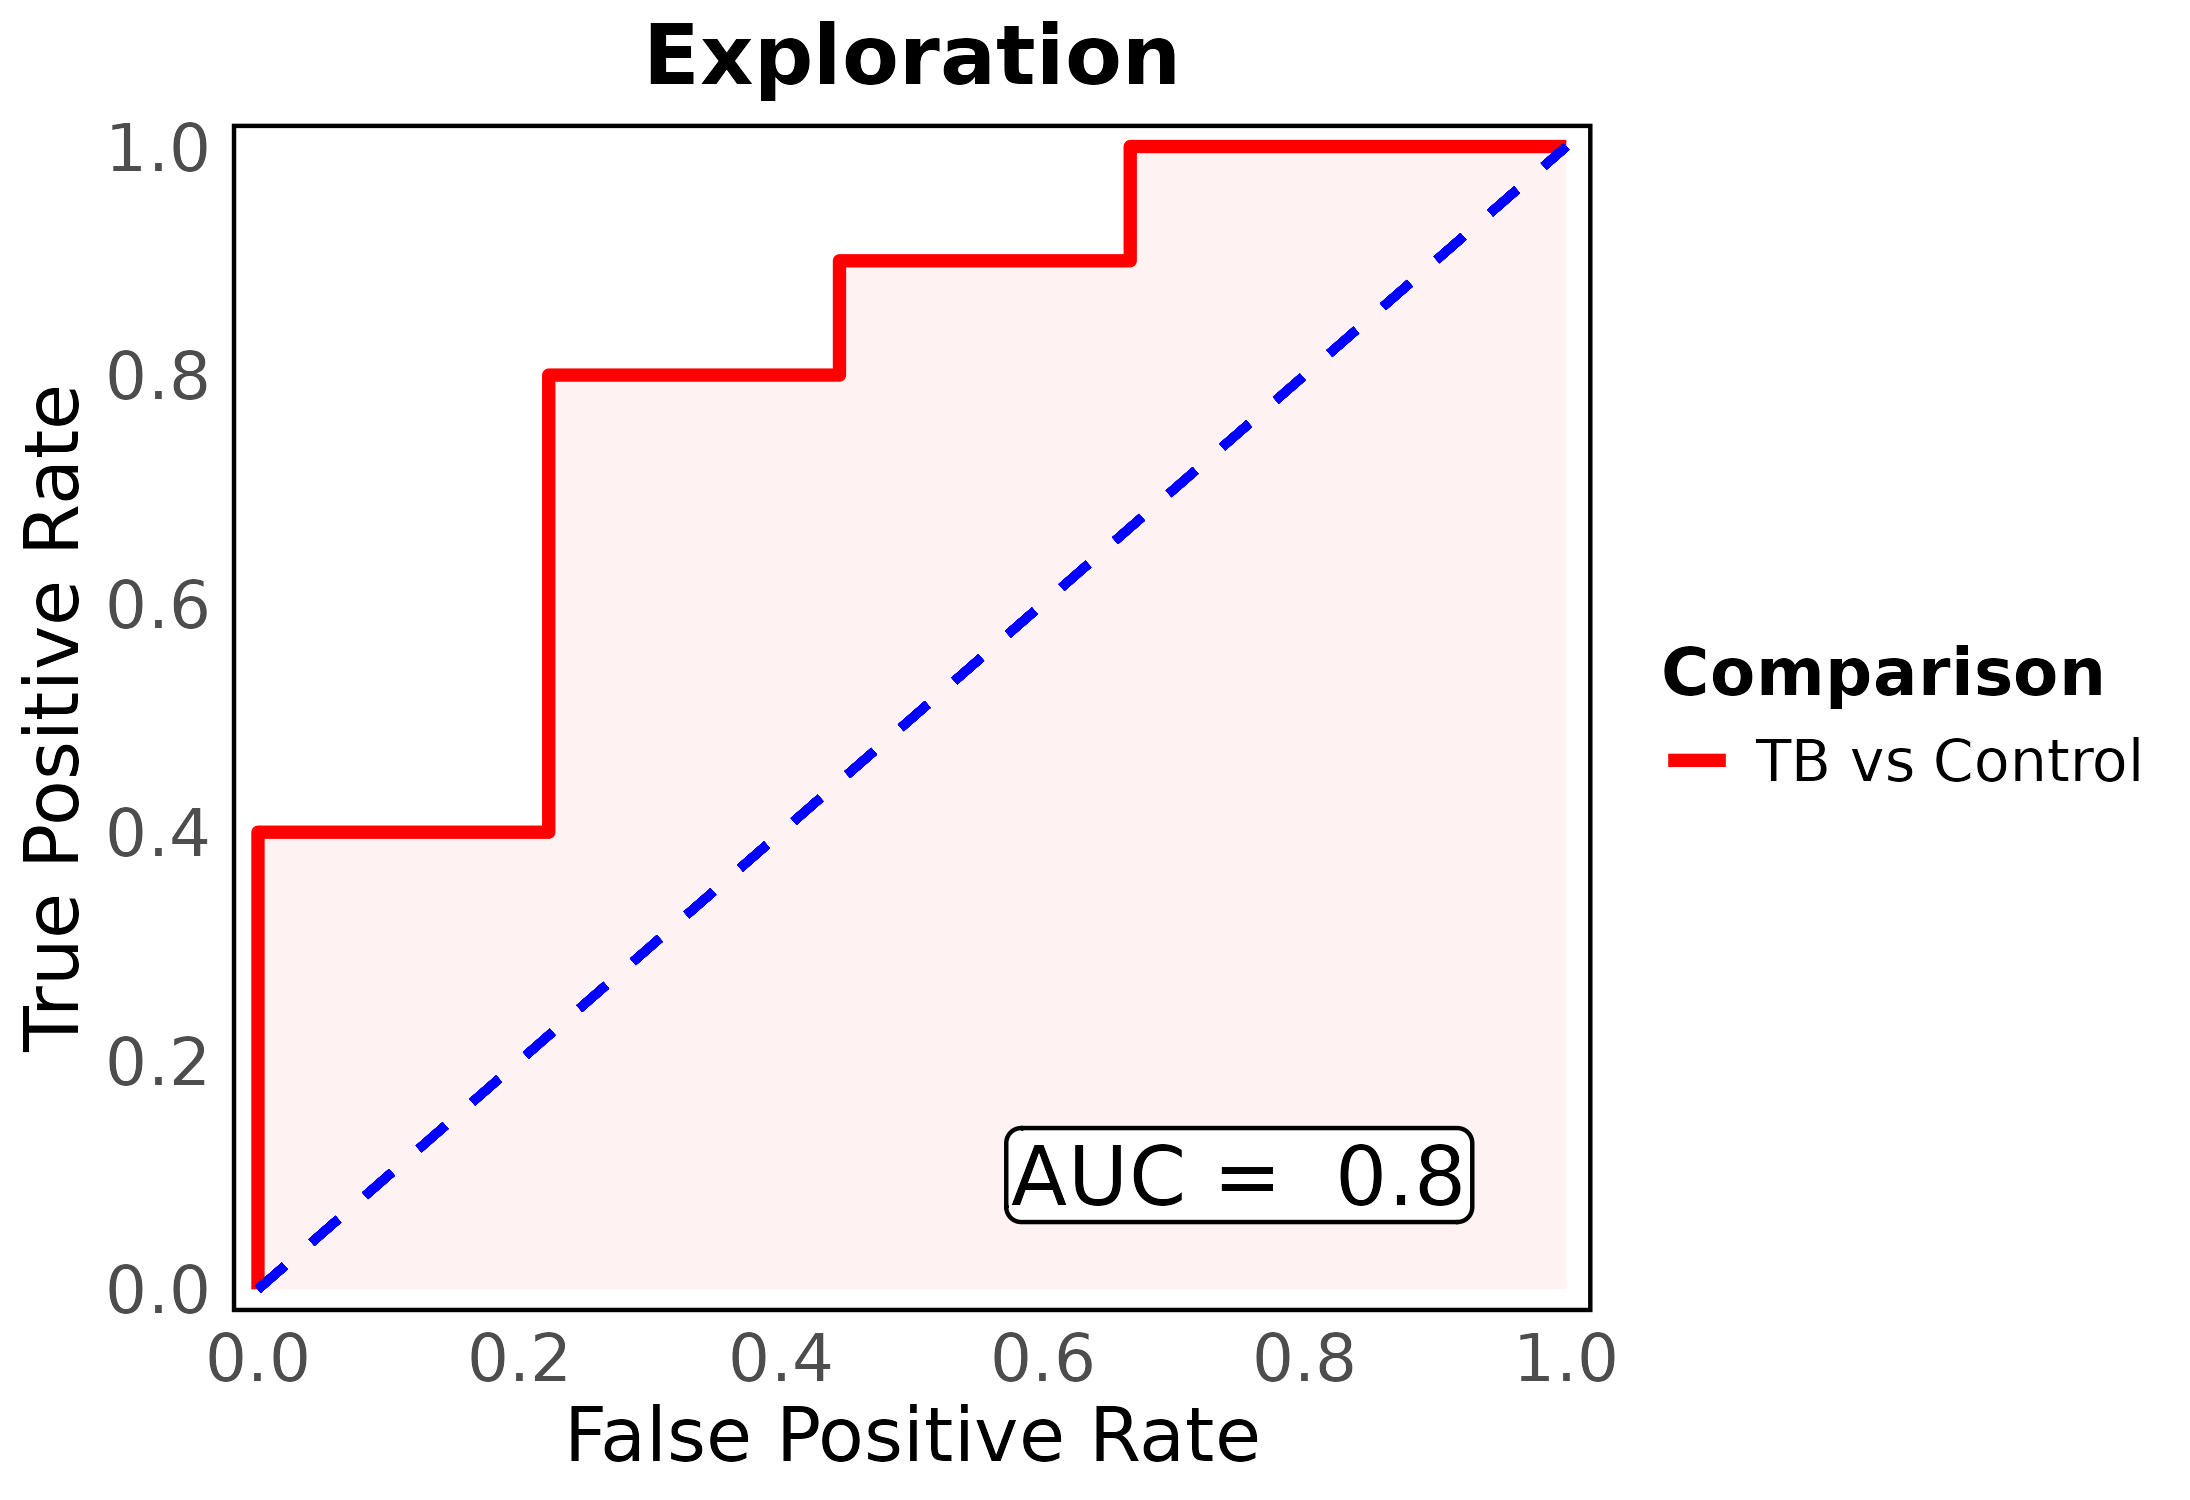 Exploration
True Positive Rate
1.0
0.8
0.6
0.4
0.2
0.0
AUC =  0.8
0.0 0.2 0.4 0.6 0.8 1.0
False Positive Rate
Comparison
TB vs Control